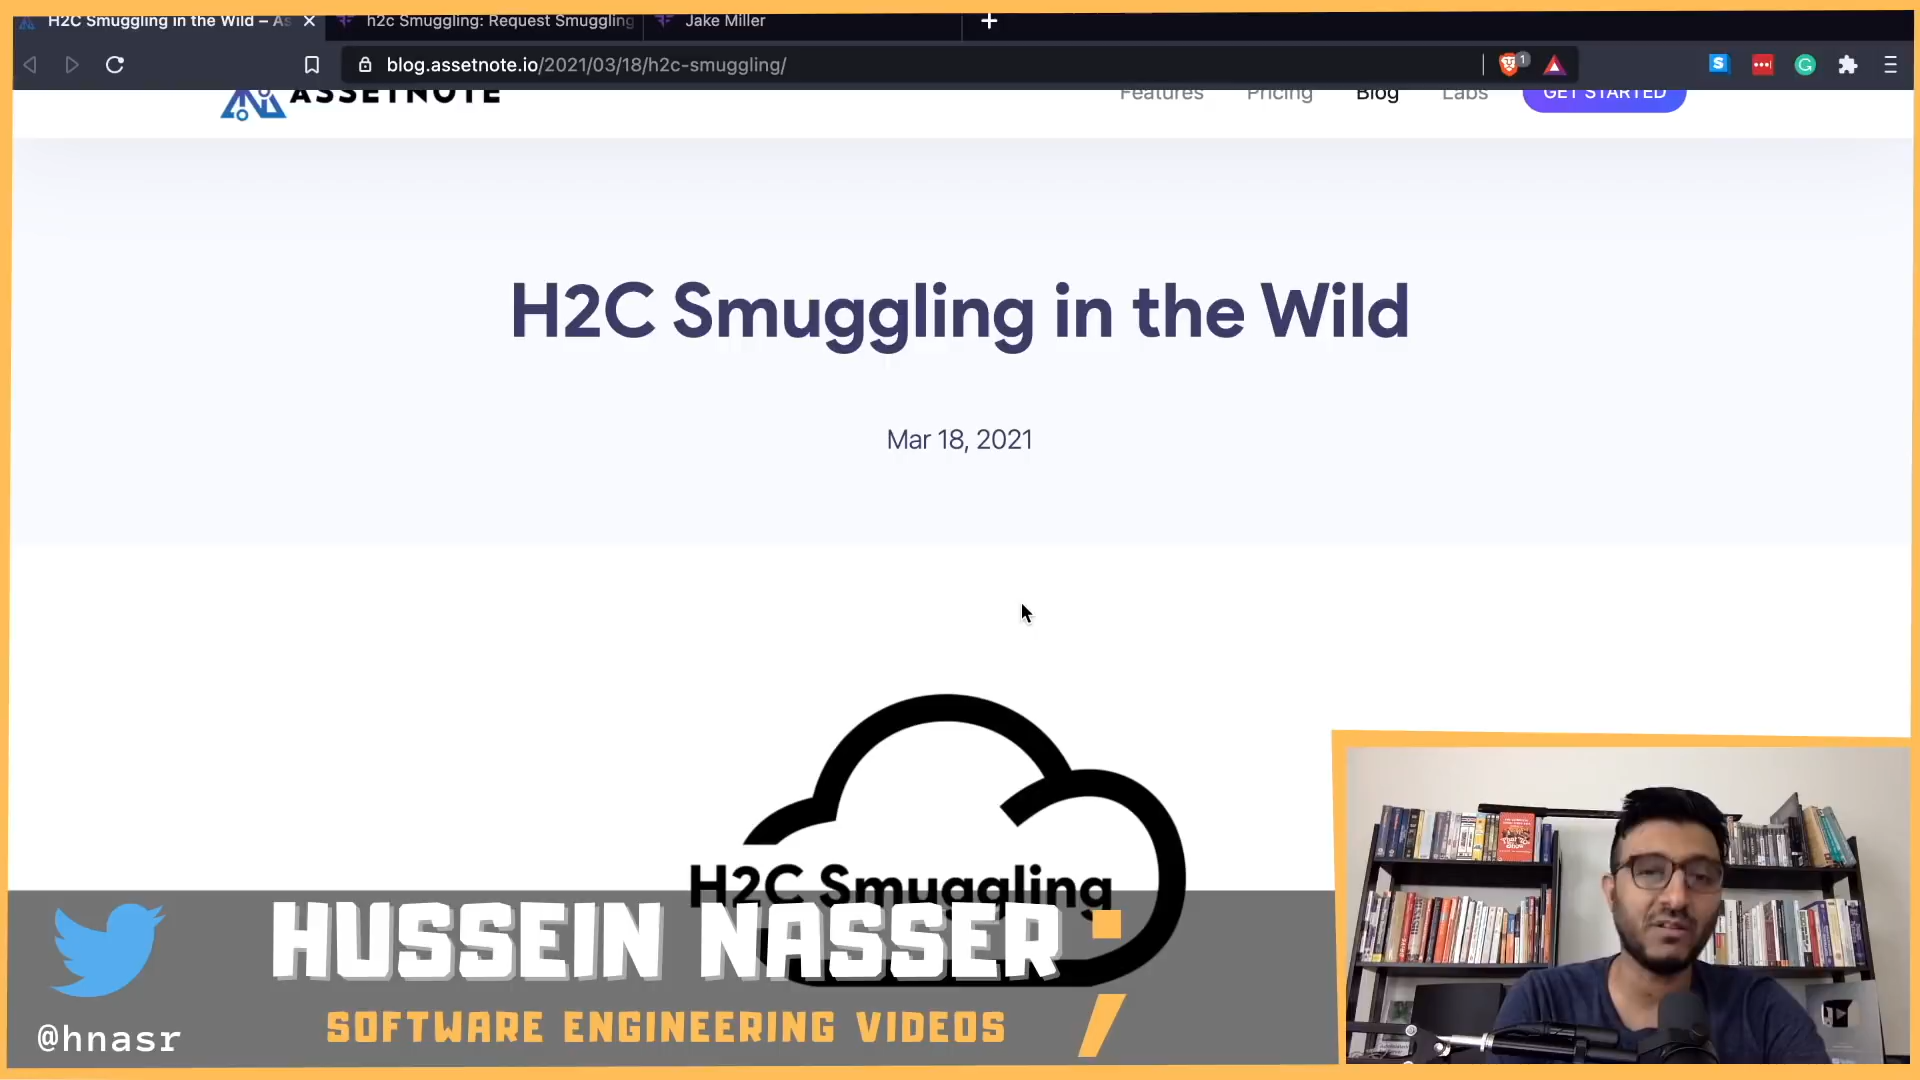 H2C Smuggling in the Wild – As
h2c Smuggling: Request Smuggling
Jake Miller
blog.assetnote.io/2021/03/18/h2c-smuggling/
1
S
ASSETNOTE
Features
Pricing
Blog
Labs
GET STARTED
H2C Smuggling in the Wild
Mar 18, 2021
H2C Smuggling
HUSSEIN NASSER
SOFTWARE ENGINEERING VIDEOS
@hnasr